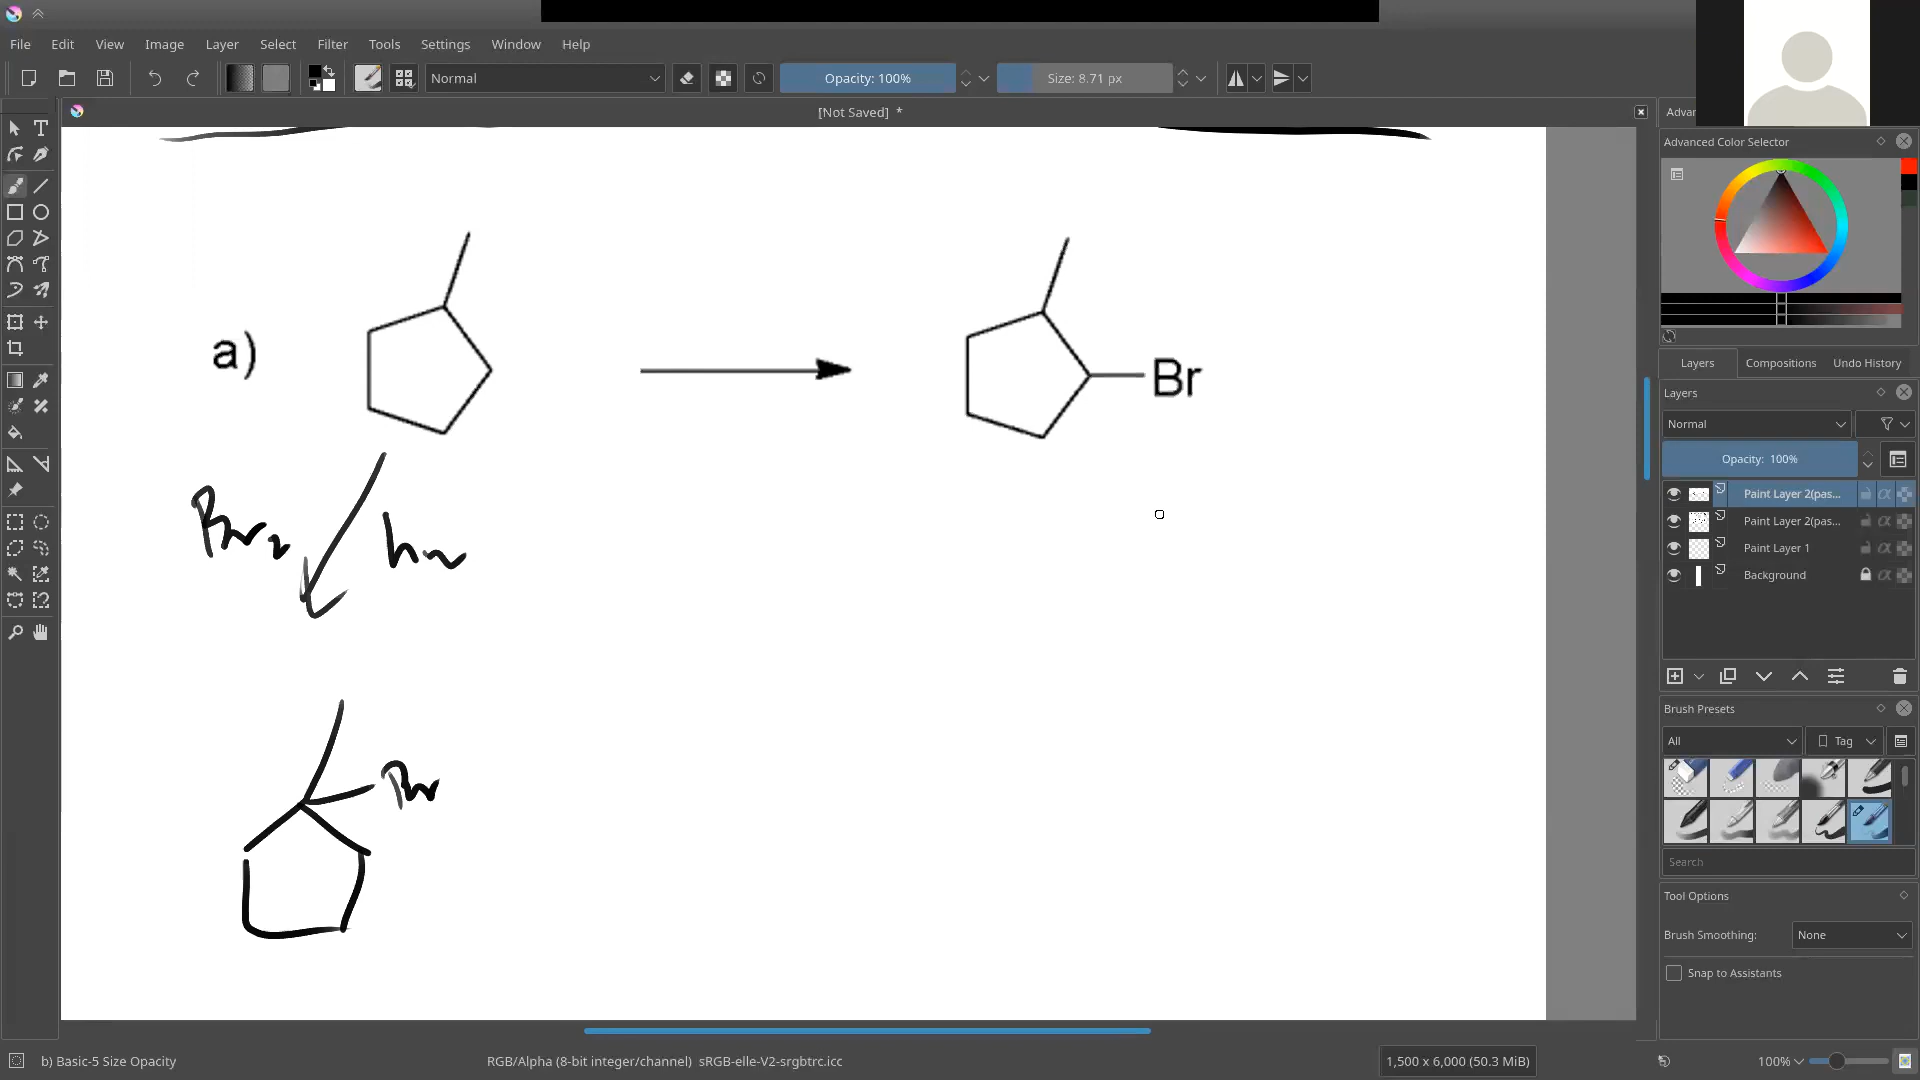 File Edit View Image Layer Select Filter Tools Settings Window Help
Normal Opacity: 100% Size: 8.71 px
[Not Saved] *
Advan
Advanced Color Selector
a)
Br
Br2 hν
Br
Layers Compositions Undo History
Layers
Normal
Opacity: 100%
Paint Layer 2(pas...
Paint Layer 2(pas...
Paint Layer 1
Background
Brush Presets
All Tag
Search
Tool Options
Brush Smoothing: None
Snap to Assistants
b) Basic-5 Size Opacity RGB/Alpha (8-bit integer/channel) sRGB-elle-V2-srgbtrc.icc 1,500 x 6,000 (50.3 MiB) 100%